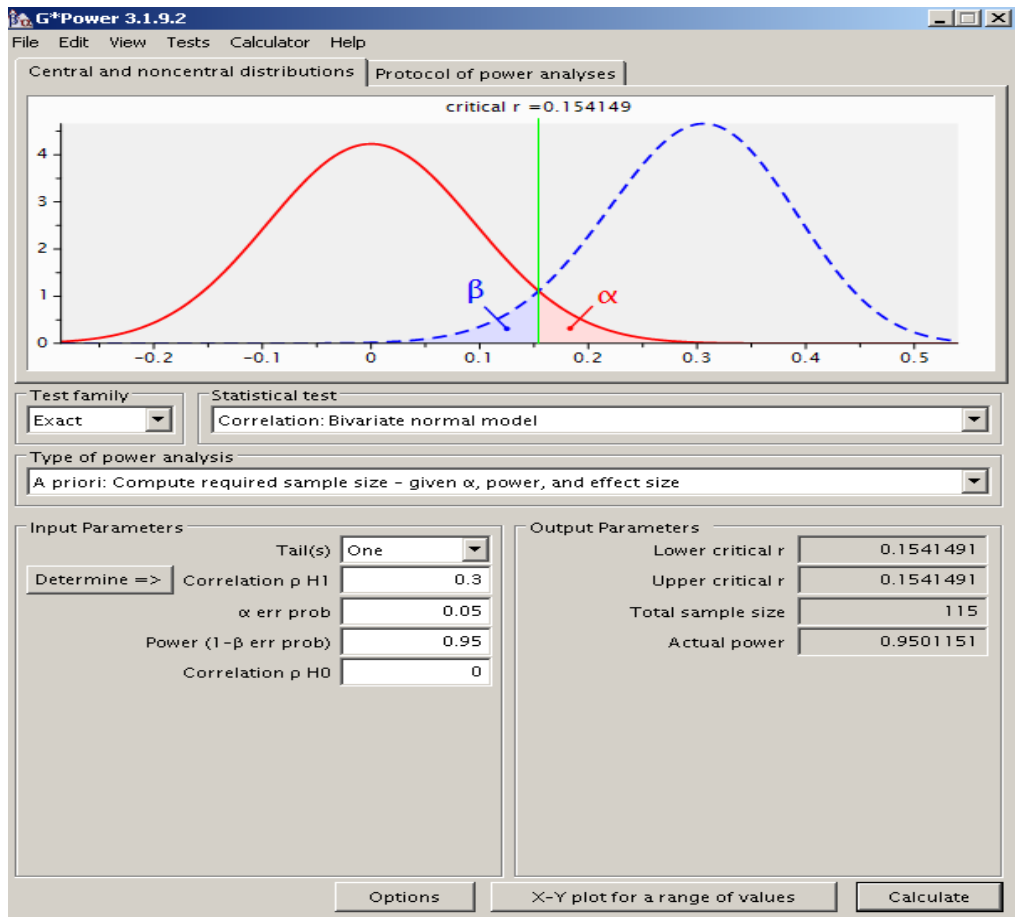 G*Power 3.1.9.2
File Edit View Tests Calculator Help
Central and noncentral distributions Protocol of power analyses
critical r =0.154149
4
3
2
1
0
β α
-0.2 -0.1 0 0.1 0.2 0.3 0.4 0.5
Test family Statistical test
Exact Correlation: Bivariate normal model
Type of power analysis
A priori: Compute required sample size - given α, power, and effect size
Input Parameters Output Parameters
Tail(s) One Lower critical r 0.1541491
Determine => Correlation ρ H1 0.3 Upper critical r 0.1541491
α err prob 0.05 Total sample size 115
Power (1-β err prob) 0.95 Actual power 0.9501151
Correlation ρ H0 0
Options X-Y plot for a range of values Calculate